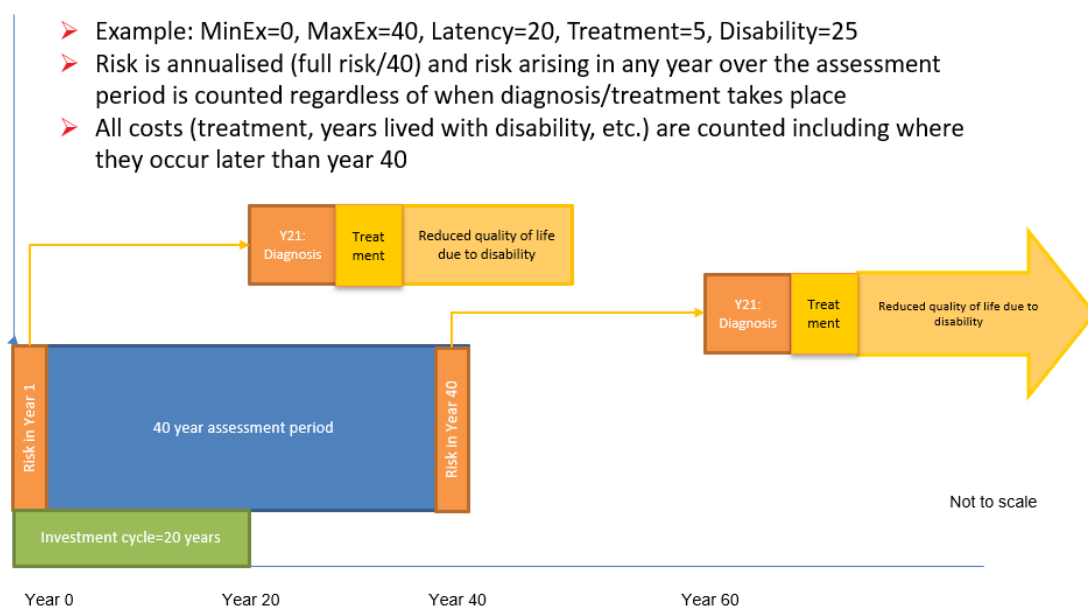 Example: MinEx=0, MaxEx=40, Latency=20, Treatment=5, Disability=25
Risk is annualised (full risk/40) and risk arising in any year over the assessment
period is counted regardless of when diagnosis/treatment takes place
All costs (treatment, years lived with disability, etc.) are counted including where
they occur later than year 40
Y21:
Diagnosis
Treat
ment
Reduced quality of life
due to disability
Y21:
Diagnosis
Treat
ment
Reduced quality of life due to
disability
Risk in Year 1
40 year assessment period
Risk in Year 40
Not to scale
Investment cycle=20 years
Year 0
Year 20
Year 40
Year 60